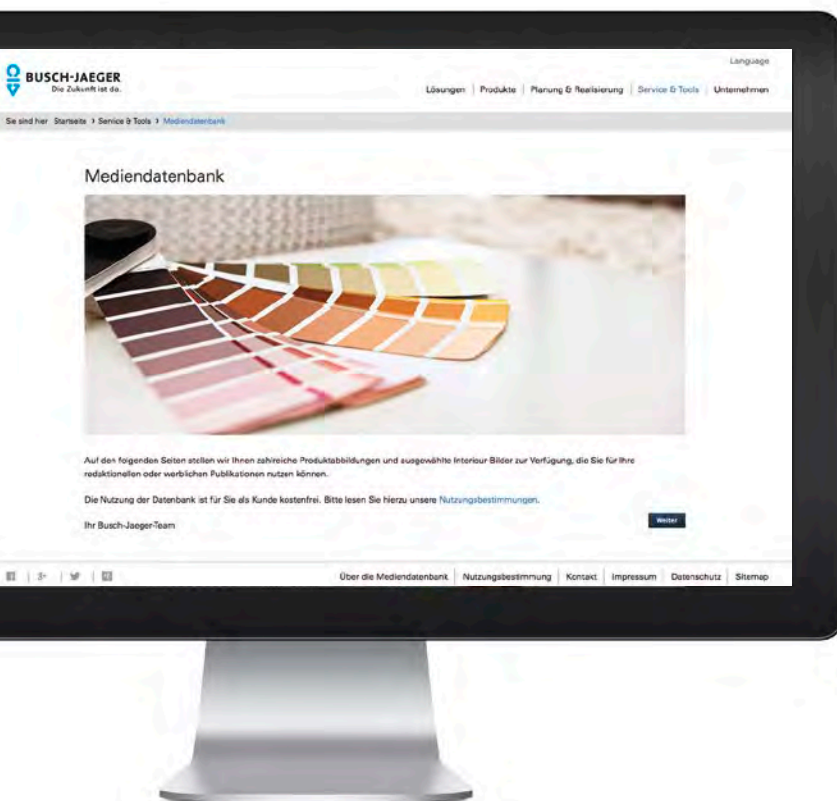 Language
BUSCH-JAEGER
Die Zukunft ist da.
Lösungen | Produkte | Planung & Realisierung | Service & Tools | Unternehmen
Sie sind hier Startseite › Service & Tools › Mediendatenbank
Mediendatenbank
Auf den folgenden Seiten stellen wir Ihnen zahlreiche Produktabbildungen und ausgewählte Interieur Bilder zur Verfügung, die Sie für Ihre
redaktionellen oder werblichen Publikationen nutzen können.
Die Nutzung der Datenbank ist für Sie als Kunde kostenfrei. Bitte lesen Sie hierzu unsere Nutzungsbestimmungen.
Ihr Busch-Jaeger-Team
Weiter
Über die Mediendatenbank | Nutzungsbestimmung | Kontakt | Impressum | Datenschutz | Sitemap